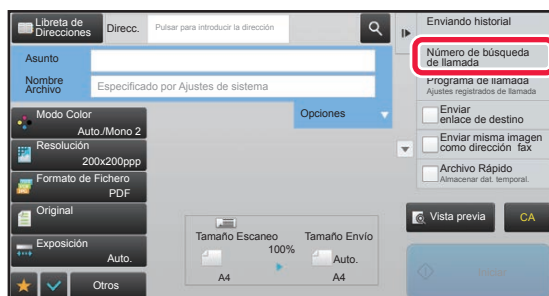 Libreta de
Direcciones
Direcc.
Pulsar para introducir la dirección
Asunto
Nombre
Archivo
Especificado por Ajustes de sistema
Opciones
Modo Color
Auto./Mono 2
Resolución
200x200ppp
Formato de Fichero
PDF
Original
Exposición
Auto.
Otros
Tamaño Escaneo
Tamaño Envío
100%
Auto.
A4
A4
Enviando historial
Número de búsqueda
de llamada
Programa de llamada
Ajustes registrados de llamada
Enviar
enlace de destino
Enviar misma imagen
como dirección fax
Archivo Rápido
Almacenar dat. temporal.
Vista previa
CA
Iniciar